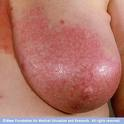 © Mayo Foundation for Medical Education and Research. All rights reserved.